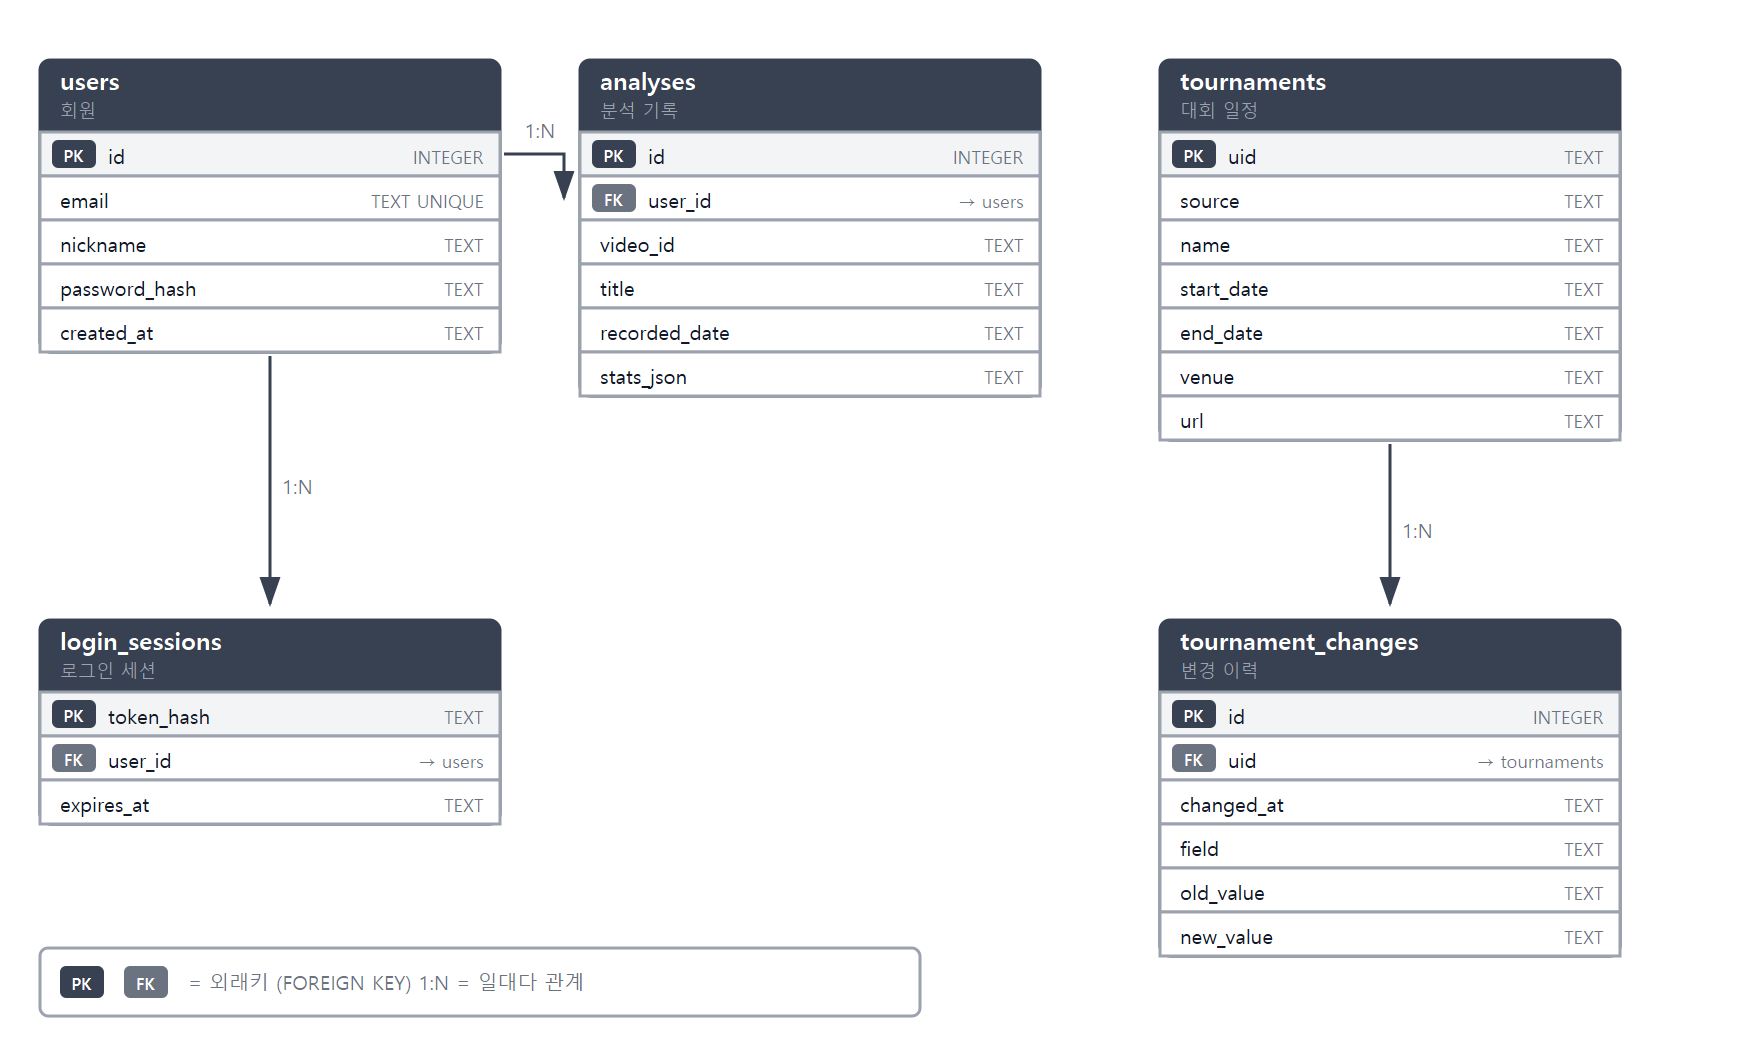 users
회원
PK id INTEGER
email TEXT UNIQUE
nickname TEXT
password_hash TEXT
created_at TEXT
1:N
analyses
분석 기록
PK id INTEGER
FK user_id → users
video_id TEXT
title TEXT
recorded_date TEXT
stats_json TEXT
1:N
login_sessions
로그인 세션
PK token_hash TEXT
FK user_id → users
expires_at TEXT
tournaments
대회 일정
PK uid TEXT
source TEXT
name TEXT
start_date TEXT
end_date TEXT
venue TEXT
url TEXT
1:N
tournament_changes
변경 이력
PK id INTEGER
FK uid → tournaments
changed_at TEXT
field TEXT
old_value TEXT
new_value TEXT
PK FK = 외래키 (FOREIGN KEY) 1:N = 일대다 관계